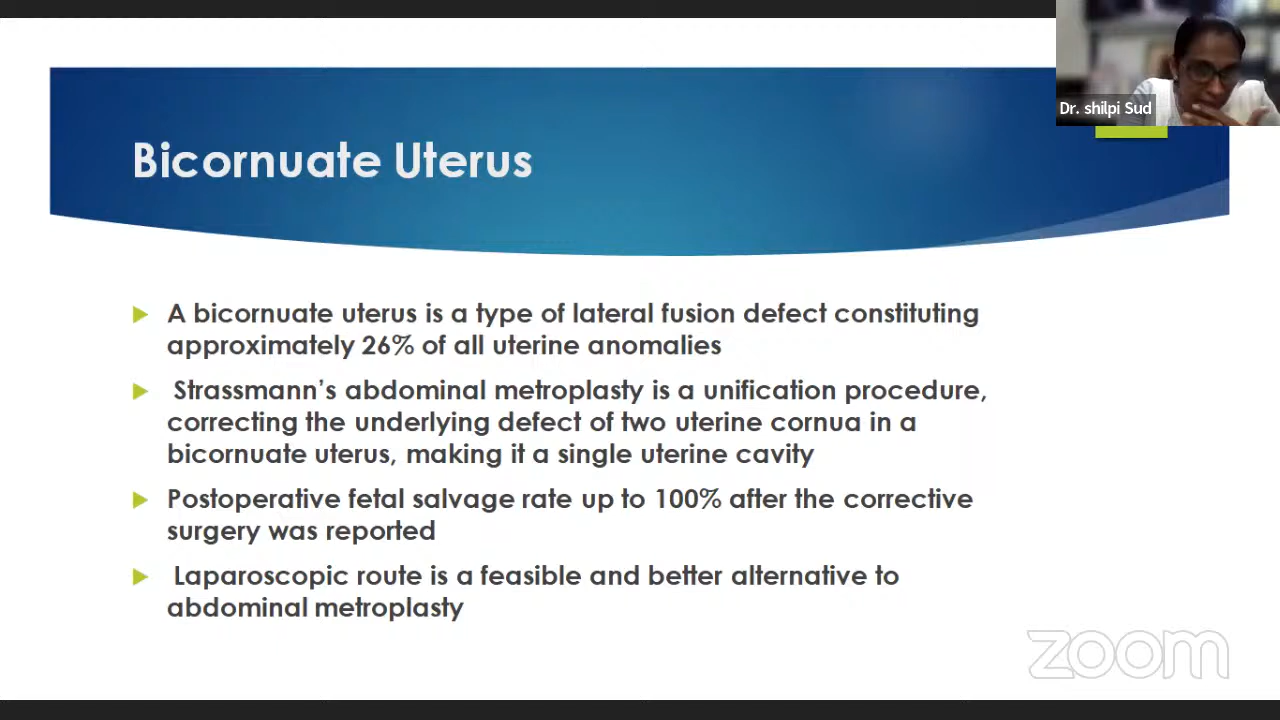 Dr. shilpi Sud
Bicornuate Uterus
A bicornuate uterus is a type of lateral fusion defect constituting
approximately 26% of all uterine anomalies
Strassmann’s abdominal metroplasty is a unification procedure,
correcting the underlying defect of two uterine cornua in a
bicornuate uterus, making it a single uterine cavity
Postoperative fetal salvage rate up to 100% after the corrective
surgery was reported
Laparoscopic route is a feasible and better alternative to
abdominal metroplasty
zoom